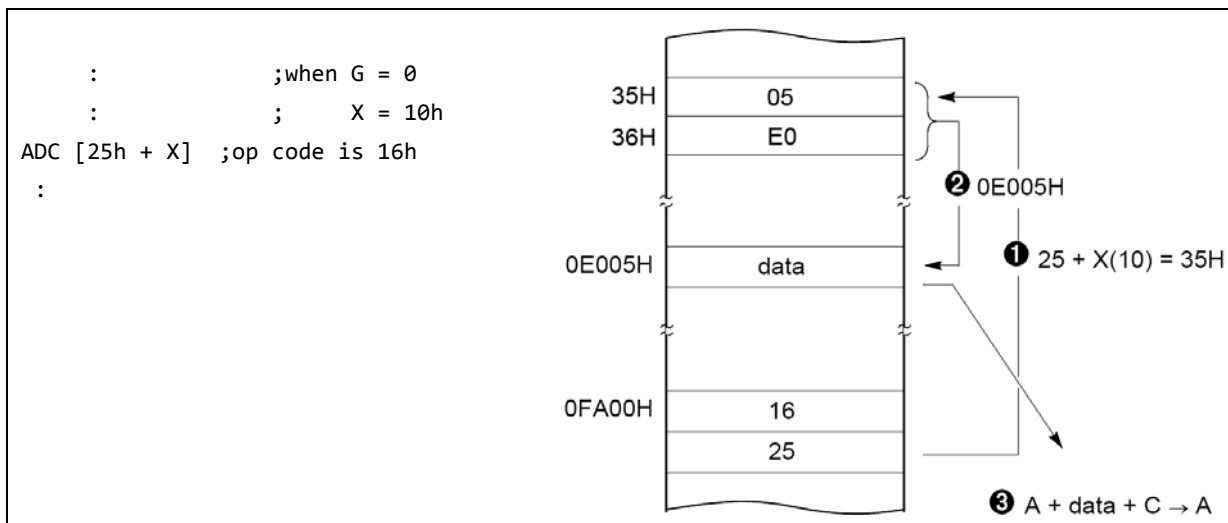 : ;when G = 0
: ; X = 10h
ADC [25h + X] ;op code is 16h
:
35H 05
36H E0
❷ 0E005H
0E005H data
❶ 25 + X(10) = 35H
0FA00H 16
25
❸ A + data + C → A